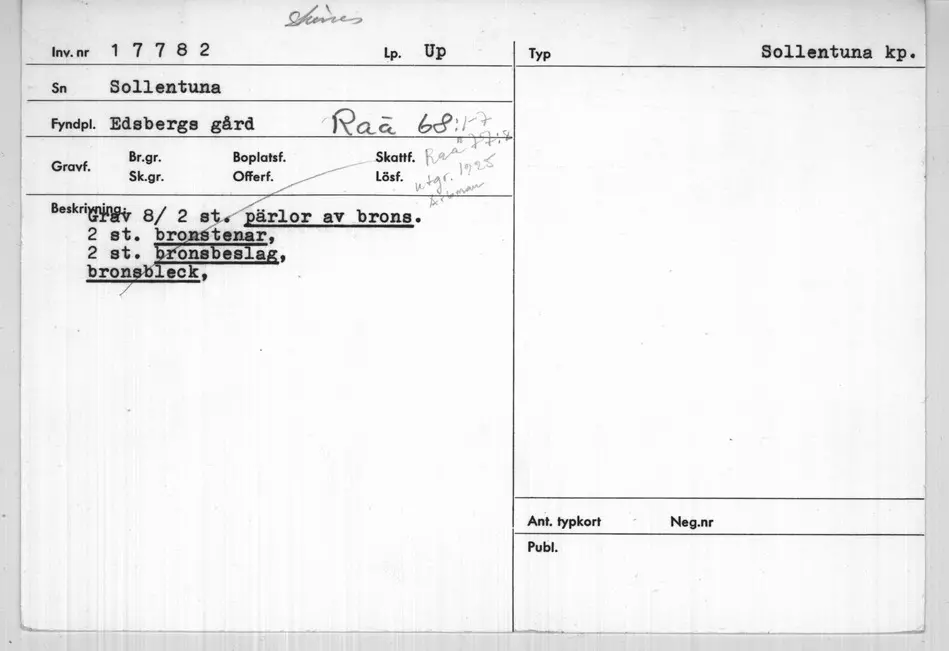 Inv. nr 1 7 7 8 2 Lp. Up
Sn Sollentuna
Fyndpl. Edsbergs gård Raä 68:1-7
Raä 77:
Gravf. Br.gr. Boplatsf. Skattf.
Sk.gr. Offerf. Lösf.
utgr. 1925
Arbman
Beskrivning:
Grav 8/ 2 st. pärlor av brons.
2 st. bronstenar,
2 st. bronsbeslag,
bronsbleck,
Typ Sollentuna kp.
Ant. typkort Neg.nr
Publ.